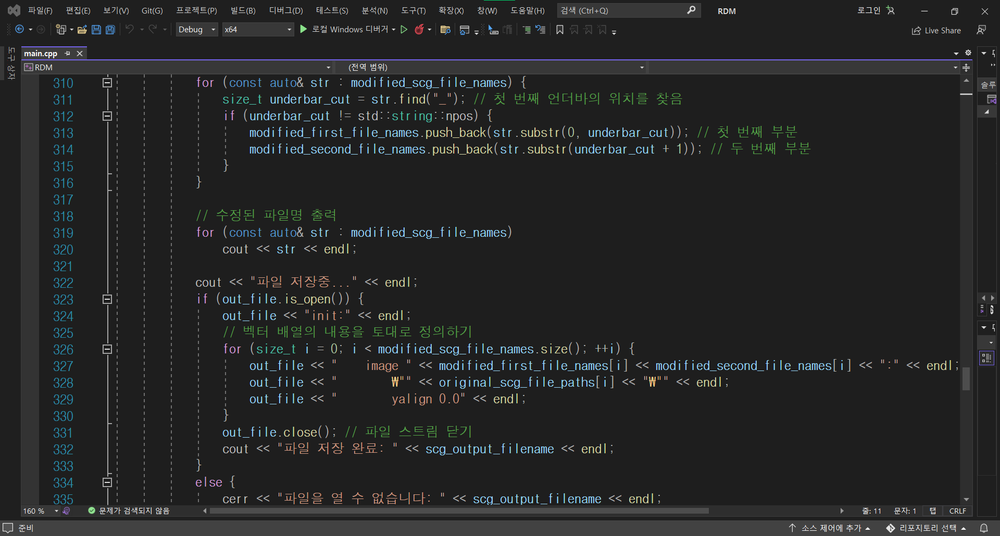 파일(F) 편집(E) 보기(V) Git(G) 프로젝트(P) 빌드(B) 디버그(D) 테스트(S) 분석(N) 도구(T) 확장(X) 창(W) 도움말(H) 검색 (Ctrl+Q) RDM 로그인
Debug x64 로컬 Windows 디버거 Live Share
도구 상자
main.cpp
RDM (전역 범위)
솔루
310 for (const auto& str : modified_scg_file_names) {
311 size_t underbar_cut = str.find("_"); // 첫 번째 언더바의 위치를 찾음
312 if (underbar_cut != std::string::npos) {
313 modified_first_file_names.push_back(str.substr(0, underbar_cut)); // 첫 번째 부분
314 modified_second_file_names.push_back(str.substr(underbar_cut + 1)); // 두 번째 부분
315 }
316 }
317
318 // 수정된 파일명 출력
319 for (const auto& str : modified_scg_file_names)
320 cout << str << endl;
321
322 cout << "파일 저장중..." << endl;
323 if (out_file.is_open()) {
324 out_file << "init:" << endl;
325 // 벡터 배열의 내용을 토대로 정의하기
326 for (size_t i = 0; i < modified_scg_file_names.size(); ++i) {
327 out_file << "    image " << modified_first_file_names[i] << modified_second_file_names[i] << ":" << endl;
328 out_file << "        ₩"" << original_scg_file_paths[i] << "₩"" << endl;
329 out_file << "        yalign 0.0" << endl;
330 }
331 out_file.close(); // 파일 스트림 닫기
332 cout << "파일 저장 완료: " << scg_output_filename << endl;
333 }
334 else {
335 cerr << "파일을 열 수 없습니다: " << scg_output_filename << endl;
160 % 문제가 검색되지 않음 줄: 11 문자: 1 탭 CRLF
준비 소스 제어에 추가 리포지토리 선택